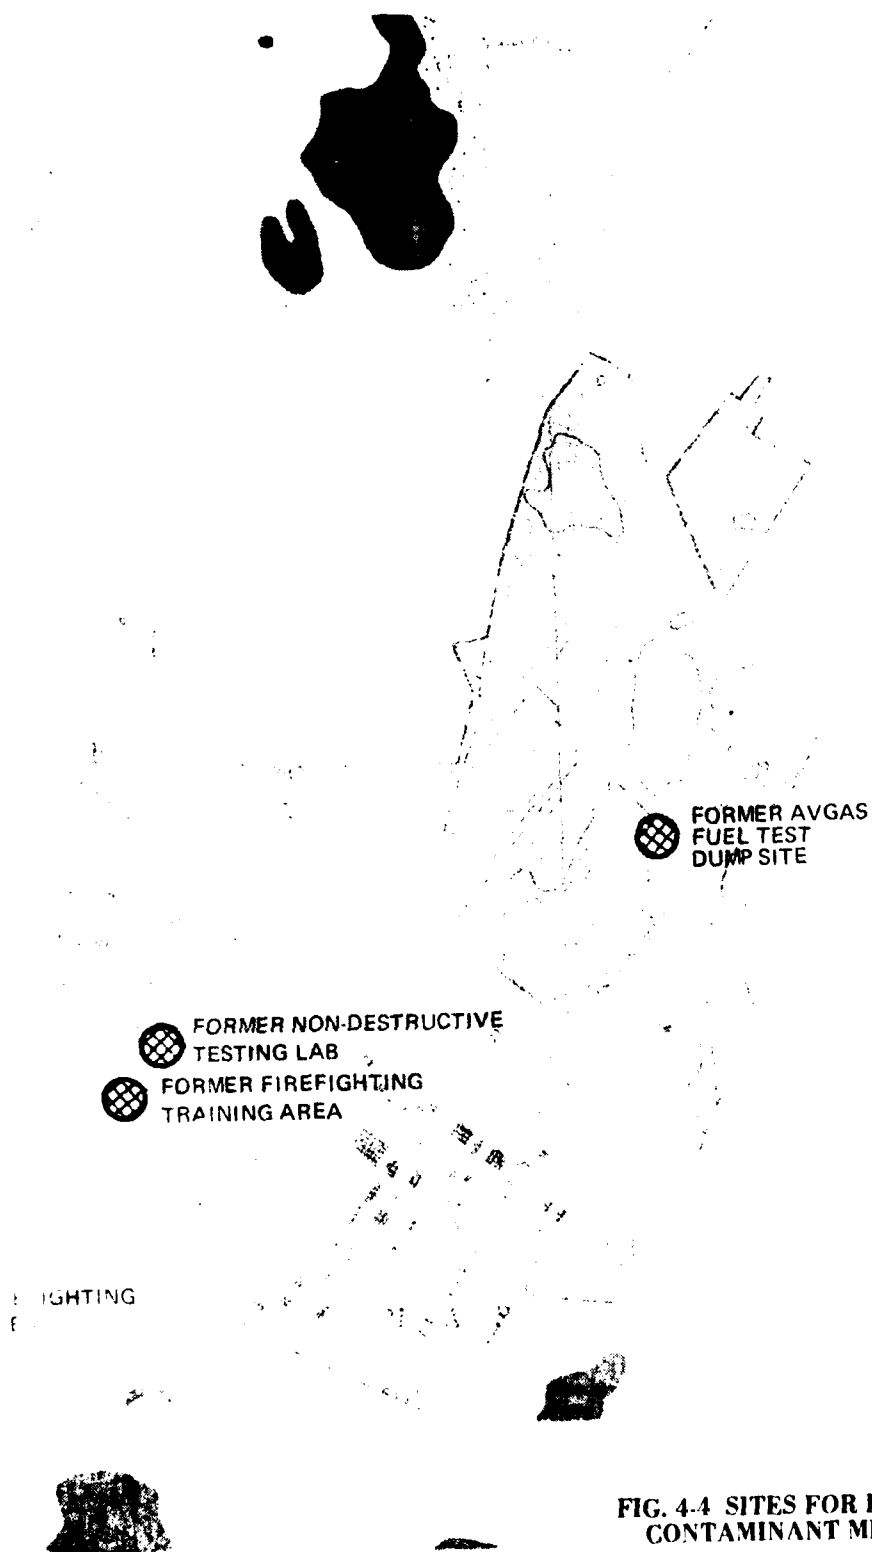 FORMER AVGAS
FUEL TEST
DUMP SITE
FORMER NON-DESTRUCTIVE
TESTING LAB
FORMER FIREFIGHTING
TRAINING AREA
IGHTING
FIG. 4-4 SITES FOR
CONTAMINANT